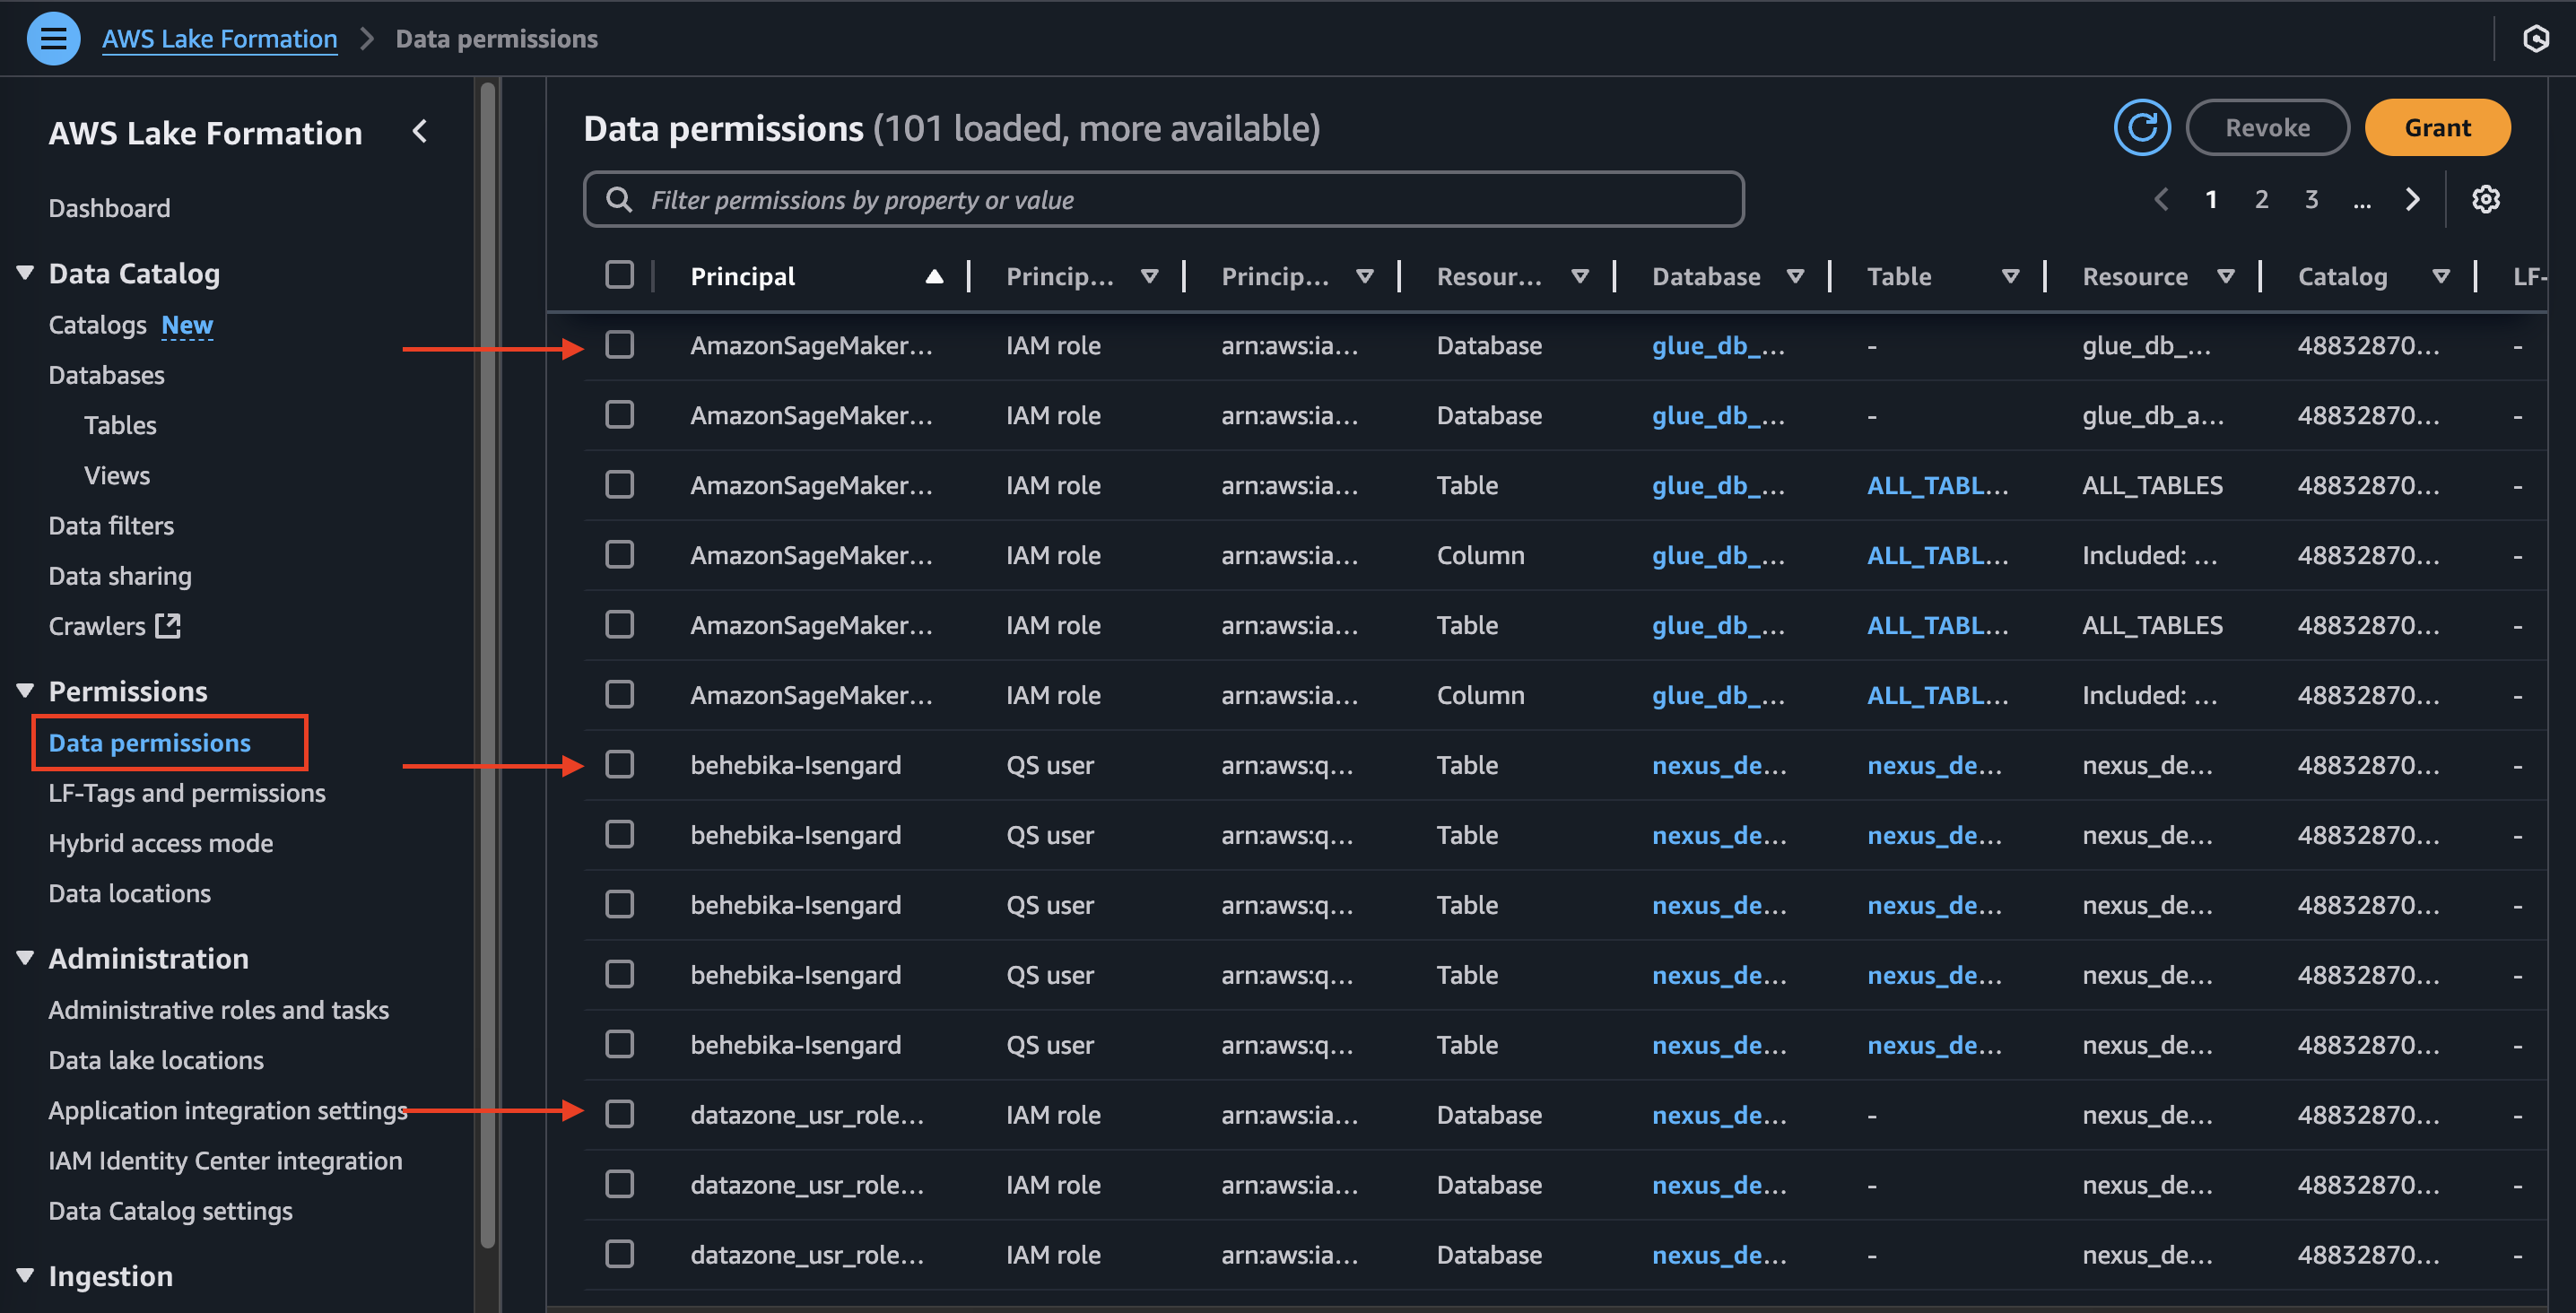 AWS Lake Formation > Data permissions
AWS Lake Formation
Dashboard
Data Catalog
Catalogs New
Databases
Tables
Views
Data filters
Data sharing
Crawlers
Permissions
Data permissions
LF-Tags and permissions
Hybrid access mode
Data locations
Administration
Administrative roles and tasks
Data lake locations
Application integration settings
IAM Identity Center integration
Data Catalog settings
Ingestion
Data permissions (101 loaded, more available)
Revoke
Grant
Filter permissions by property or value
1 2 3 ...
Principal Princip... Princip... Resour... Database Table Resource Catalog LF-
AmazonSageMaker... IAM role arn:aws:ia... Database glue_db_... - glue_db_... 48832870... -
AmazonSageMaker... IAM role arn:aws:ia... Database glue_db_... - glue_db_a... 48832870... -
AmazonSageMaker... IAM role arn:aws:ia... Table glue_db_... ALL_TABL... ALL_TABLES 48832870... -
AmazonSageMaker... IAM role arn:aws:ia... Column glue_db_... ALL_TABL... Included: ... 48832870... -
AmazonSageMaker... IAM role arn:aws:ia... Table glue_db_... ALL_TABL... ALL_TABLES 48832870... -
AmazonSageMaker... IAM role arn:aws:ia... Column glue_db_... ALL_TABL... Included: ... 48832870... -
behebika-Isengard QS user arn:aws:q... Table nexus_de... nexus_de... nexus_de... 48832870... -
behebika-Isengard QS user arn:aws:q... Table nexus_de... nexus_de... nexus_de... 48832870... -
behebika-Isengard QS user arn:aws:q... Table nexus_de... nexus_de... nexus_de... 48832870... -
behebika-Isengard QS user arn:aws:q... Table nexus_de... nexus_de... nexus_de... 48832870... -
behebika-Isengard QS user arn:aws:q... Table nexus_de... nexus_de... nexus_de... 48832870... -
datazone_usr_role... IAM role arn:aws:ia... Database nexus_de... - nexus_de... 48832870... -
datazone_usr_role... IAM role arn:aws:ia... Database nexus_de... - nexus_de... 48832870... -
datazone_usr_role... IAM role arn:aws:ia... Database nexus_de... - nexus_de... 48832870... -